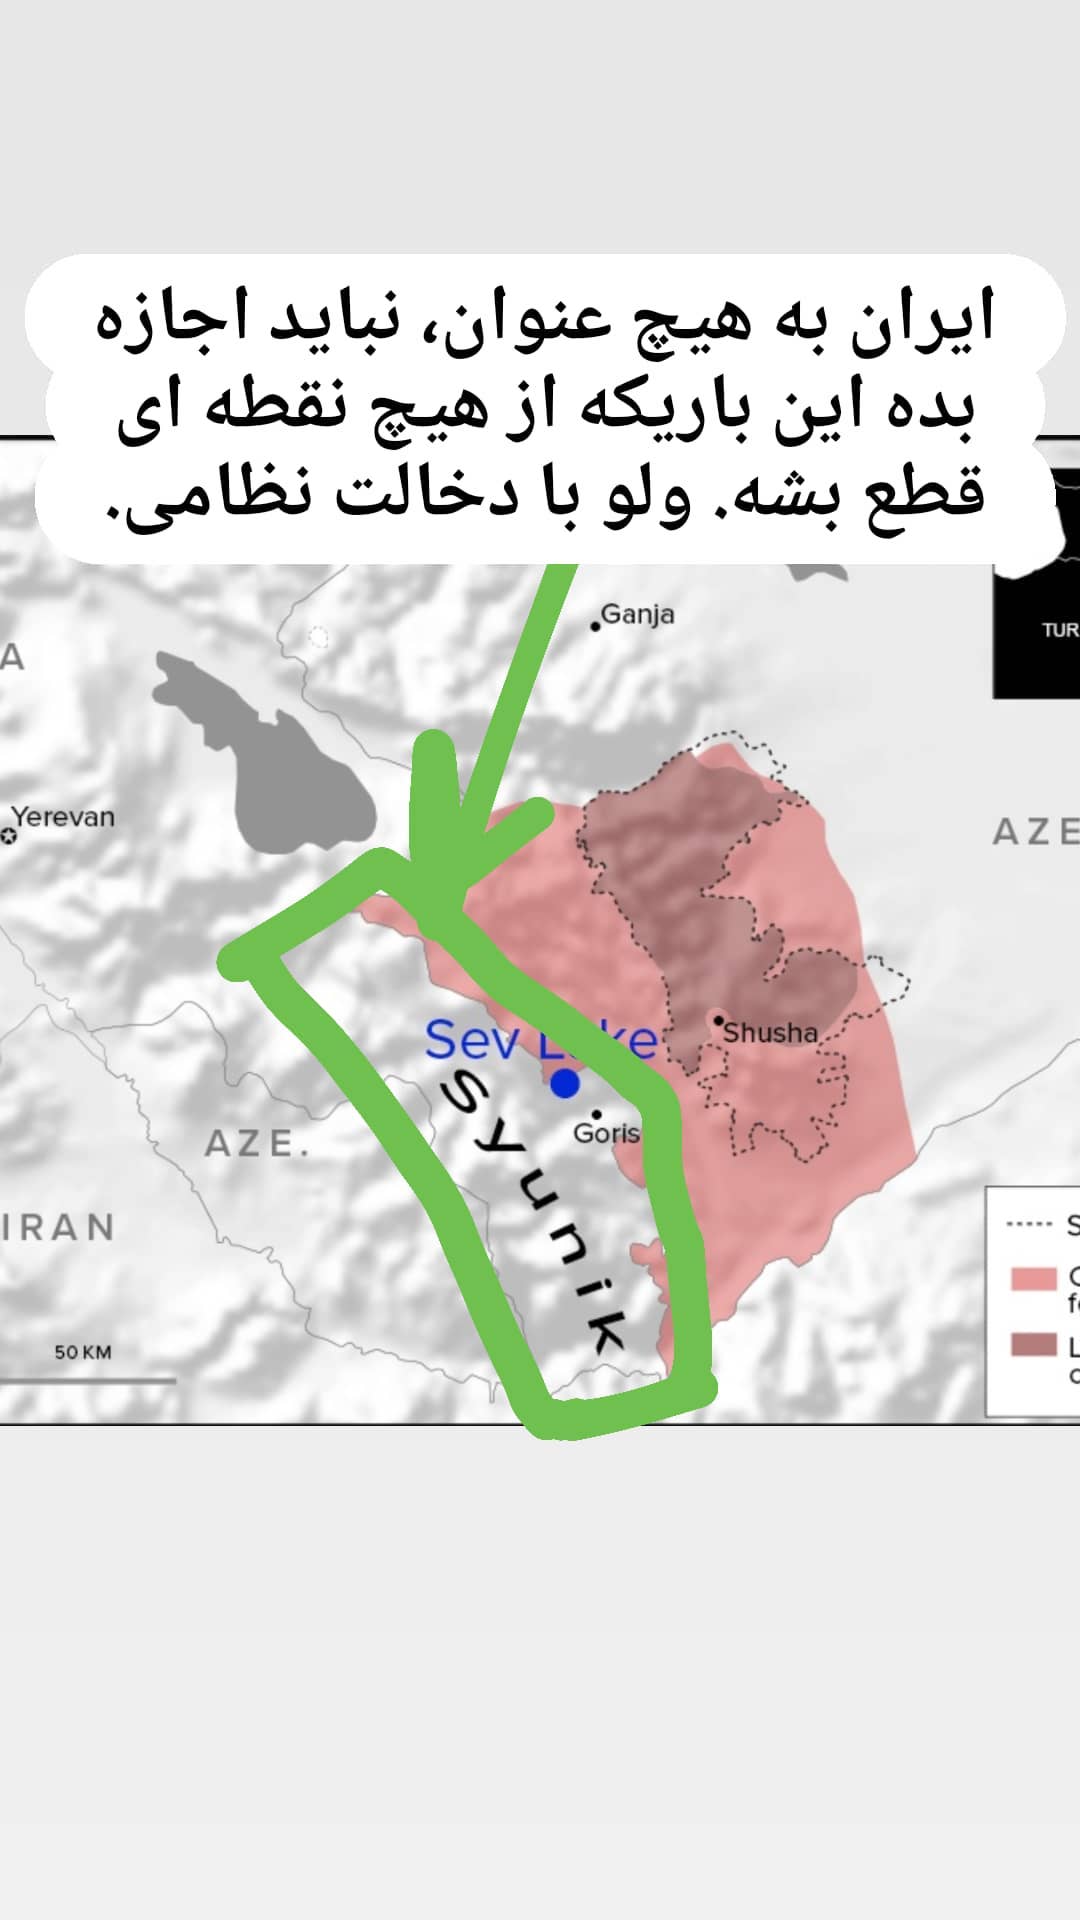 ایران به هیچ عنوان، نباید اجازه
بده این باریکه از هیچ نقطه ای
قطع بشه. ولو با دخالت نظامی.
Ganja
TUR
A
Yerevan
AZE
Shusha
Sev L ke
Syunik
Goris
AZE.
IRAN
50 KM
S
C
f
L